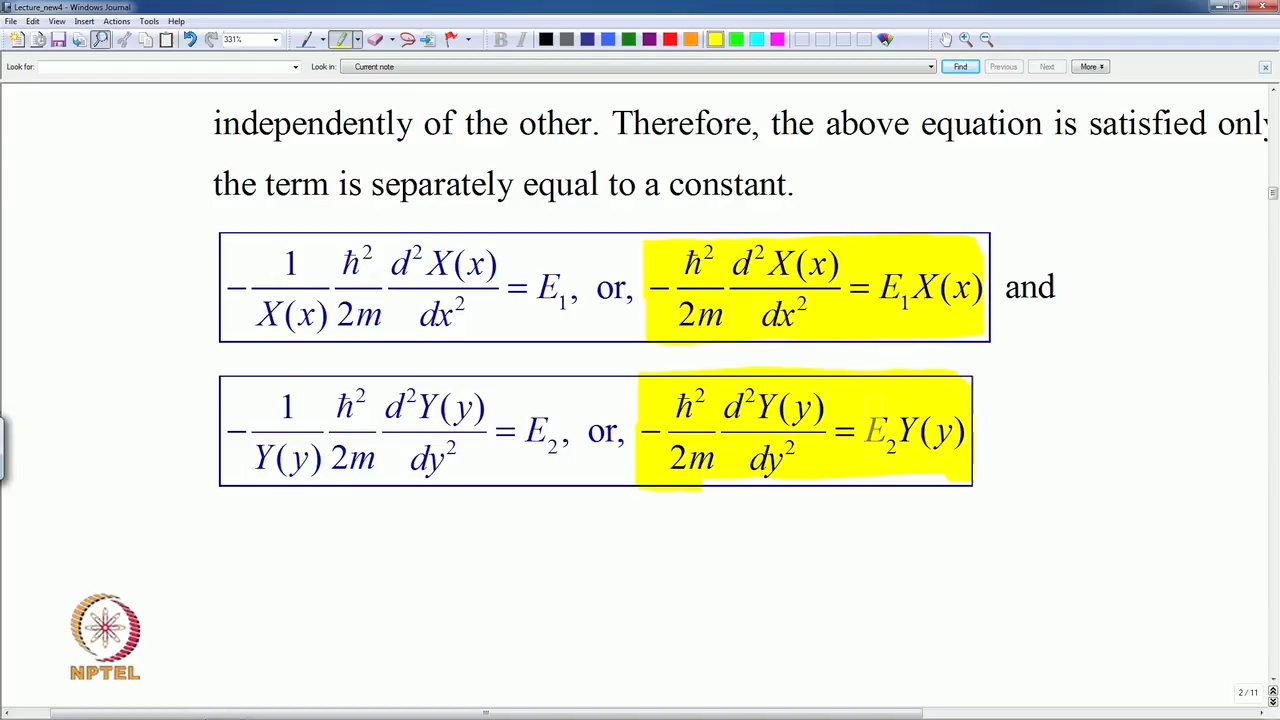 Lecture_new4 - Windows Journal
File Edit View Insert Actions Tools Help
331%
Look for: Look in: Current note Find Previous Next More
independently of the other. Therefore, the above equation is satisfied only
the term is separately equal to a constant.
−1/X(x) ħ²/2m d²X(x)/dx² = E₁, or, −ħ²/2m d²X(x)/dx² = E₁X(x) and
−1/Y(y) ħ²/2m d²Y(y)/dy² = E₂, or, −ħ²/2m d²Y(y)/dy² = E₂Y(y)
NPTEL
2 / 11